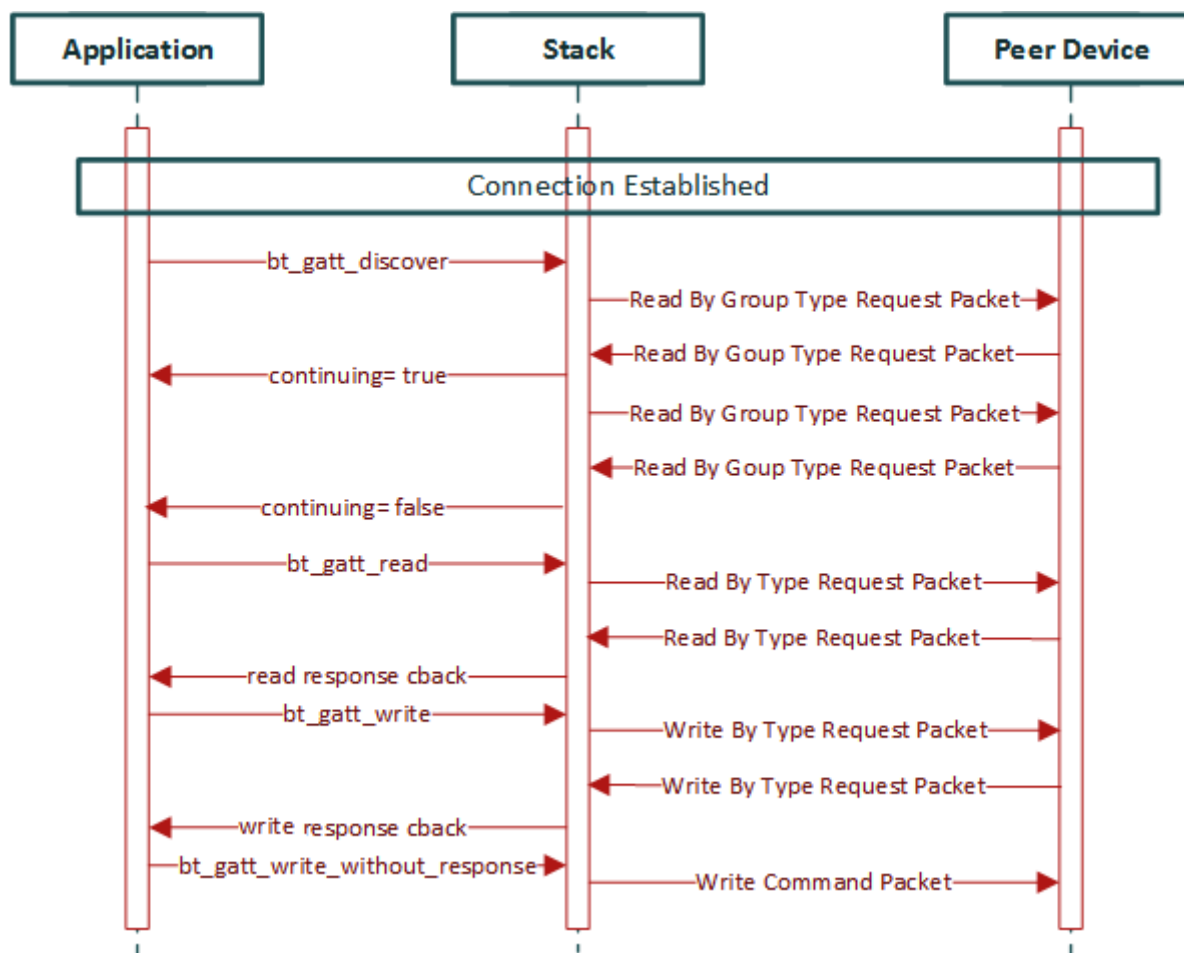 Application
Stack
Peer Device
Connection Established
bt_gatt_discover
Read By Group Type Request Packet
Read By Goup Type Request Packet
continuing= true
Read By Group Type Request Packet
Read By Goup Type Request Packet
continuing= false
bt_gatt_read
Read By Type Request Packet
Read By Type Request Packet
read response cback
bt_gatt_write
Write By Type Request Packet
Write By Type Request Packet
write response cback
bt_gatt_write_without_response
Write Command Packet